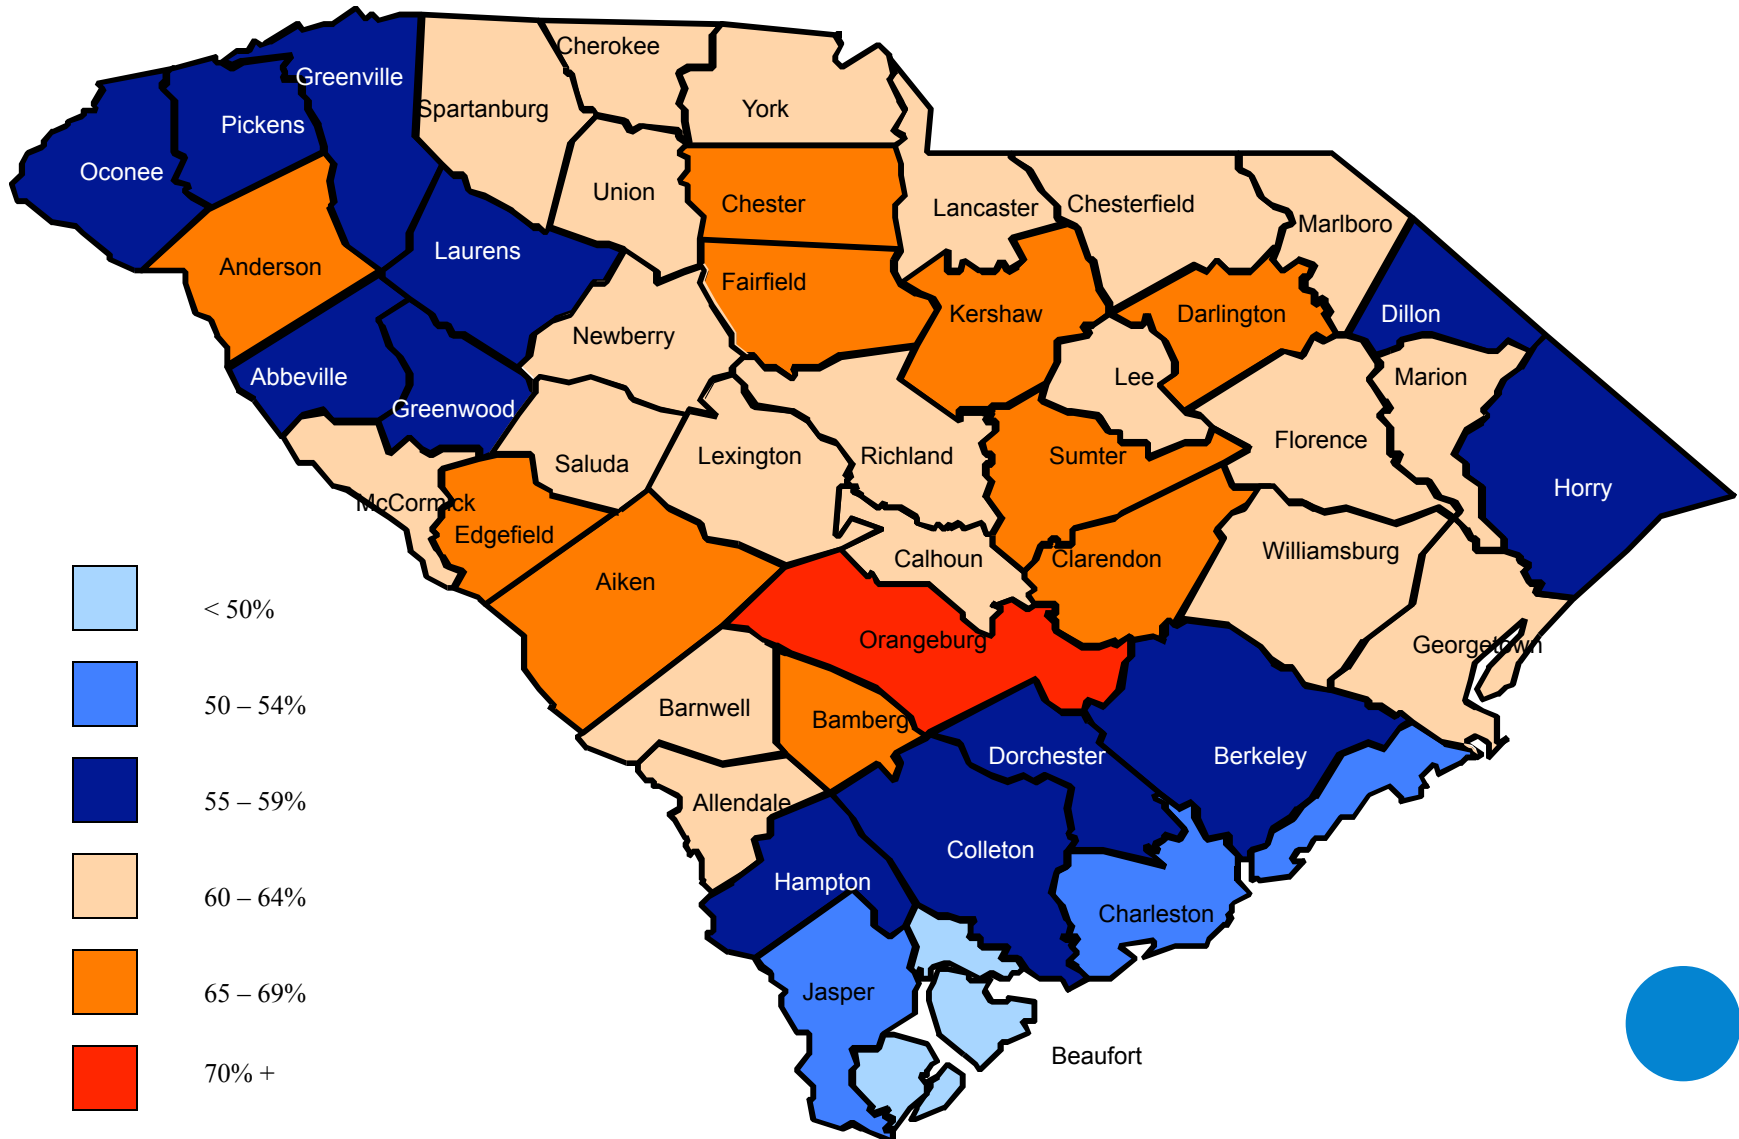 Cherokee
Greenville
Spartanburg
York
Pickens
Oconee
Union
Chester
Lancaster
Chesterfield
Marlboro
Laurens
Anderson
Fairfield
Kershaw
Darlington
Dillon
Newberry
Abbeville
Lee
Marion
Greenwood
Florence
Saluda
Lexington
Richland
Sumter
Horry
McCormick
Edgefield
Calhoun
Clarendon
Williamsburg
Aiken
Orangeburg
Georgetown
Barnwell
Bamberg
Dorchester
Berkeley
Allendale
Colleton
Hampton
Charleston
Jasper
Beaufort
< 50%
50 – 54%
55 – 59%
60 – 64%
65 – 69%
70% +